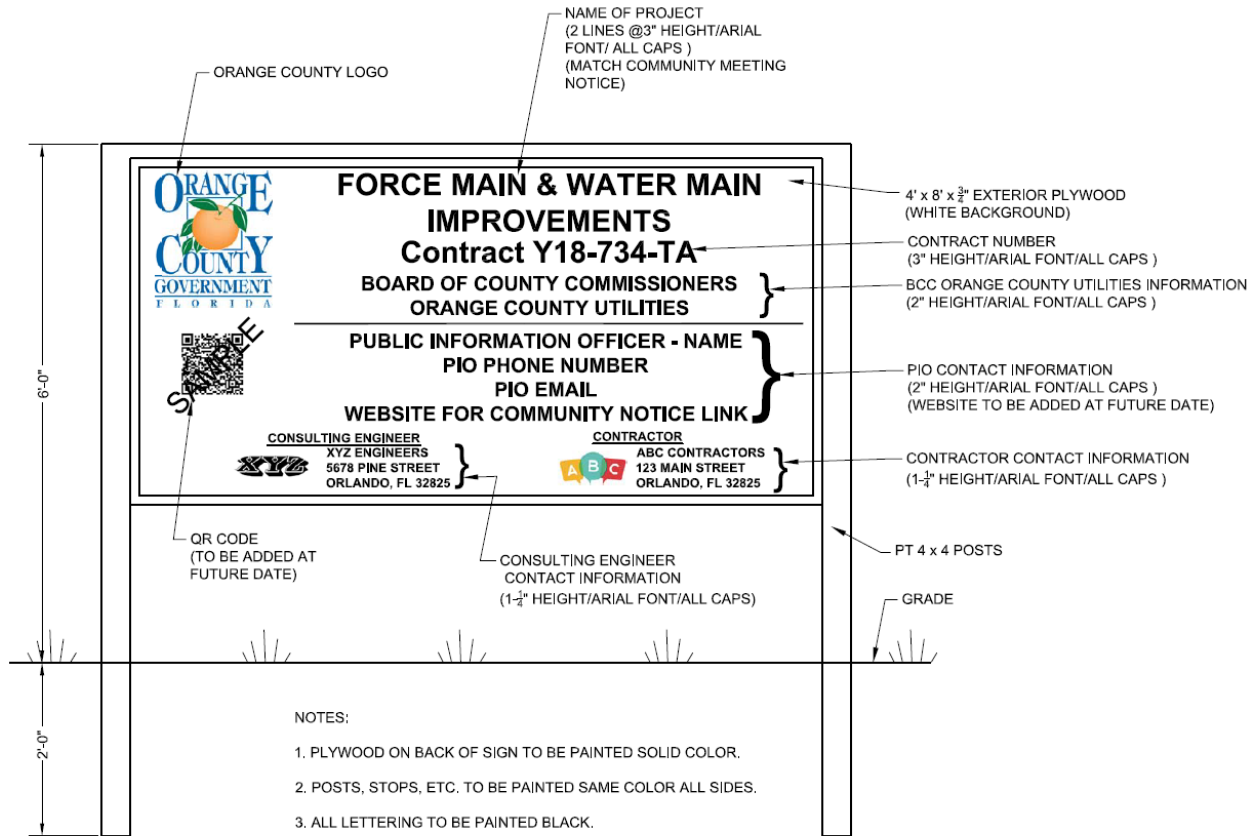 NAME OF PROJECT
(2 LINES @3" HEIGHT/ARIAL
FONT/ ALL CAPS )
(MATCH COMMUNITY MEETING
NOTICE)
ORANGE COUNTY LOGO
ORANGE
COUNTY
GOVERNMENT
FLORIDA
FORCE MAIN & WATER MAIN
IMPROVEMENTS
Contract Y18-734-TA
BOARD OF COUNTY COMMISSIONERS
ORANGE COUNTY UTILITIES
PUBLIC INFORMATION OFFICER - NAME
PIO PHONE NUMBER
PIO EMAIL
WEBSITE FOR COMMUNITY NOTICE LINK
SAMPLE
CONSULTING ENGINEER
XYZ
XYZ ENGINEERS
5678 PINE STREET
ORLANDO, FL 32825
CONTRACTOR
ABC
ABC CONTRACTORS
123 MAIN STREET
ORLANDO, FL 32825
4' x 8' x 3/4" EXTERIOR PLYWOOD
(WHITE BACKGROUND)
CONTRACT NUMBER
(3" HEIGHT/ARIAL FONT/ALL CAPS )
BCC ORANGE COUNTY UTILITIES INFORMATION
(2" HEIGHT/ARIAL FONT/ALL CAPS )
PIO CONTACT INFORMATION
(2" HEIGHT/ARIAL FONT/ALL CAPS )
(WEBSITE TO BE ADDED AT FUTURE DATE)
CONTRACTOR CONTACT INFORMATION
(1-1/4" HEIGHT/ARIAL FONT/ALL CAPS )
PT 4 x 4 POSTS
GRADE
QR CODE
(TO BE ADDED AT
FUTURE DATE)
CONSULTING ENGINEER
CONTACT INFORMATION
(1-1/4" HEIGHT/ARIAL FONT/ALL CAPS)
6'-0"
2'-0"
NOTES:
1. PLYWOOD ON BACK OF SIGN TO BE PAINTED SOLID COLOR.
2. POSTS, STOPS, ETC. TO BE PAINTED SAME COLOR ALL SIDES.
3. ALL LETTERING TO BE PAINTED BLACK.